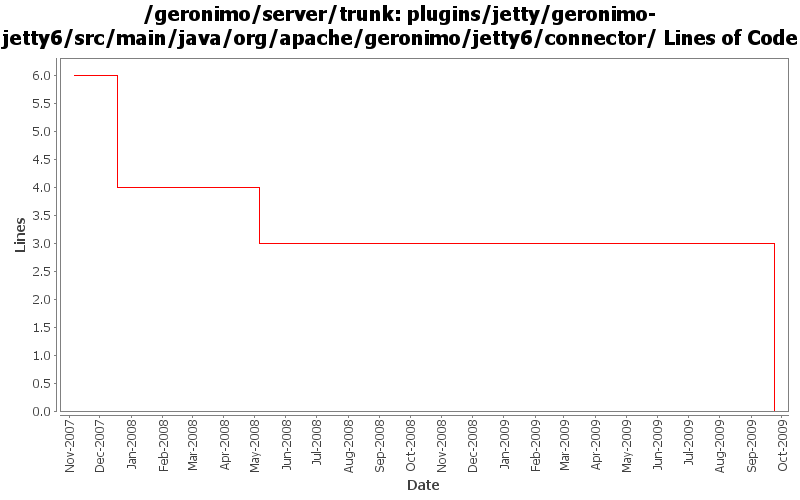 /geronimo/server/trunk: plugins/jetty/geronimo-
jetty6/src/main/java/org/apache/geronimo/jetty6/connector/ Lines of Code
Lines
6.0
5.5
5.0
4.5
4.0
3.5
3.0
2.5
2.0
1.5
1.0
0.5
0.0
Nov-2007
Dec-2007
Jan-2008
Feb-2008
Mar-2008
Apr-2008
May-2008
Jun-2008
Jul-2008
Aug-2008
Sep-2008
Oct-2008
Nov-2008
Dec-2008
Jan-2009
Feb-2009
Mar-2009
Apr-2009
May-2009
Jun-2009
Jul-2009
Aug-2009
Sep-2009
Oct-2009
Date